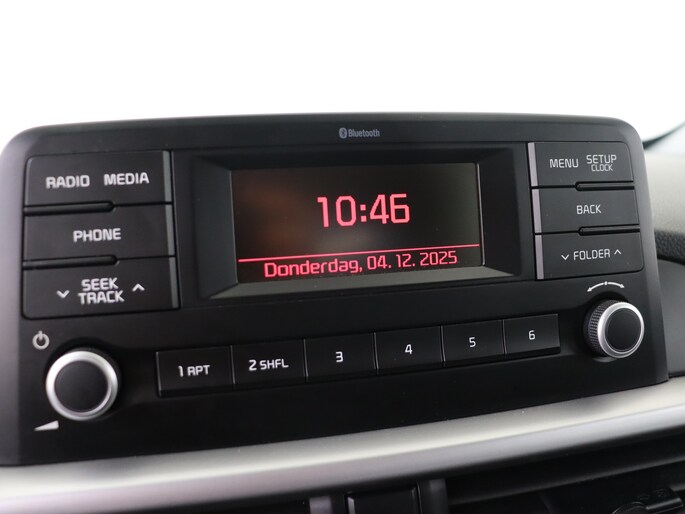 Bluetooth
RADIO MEDIA
PHONE
SEEK
TRACK
10:46
Donderdag, 04. 12. 2025
MENU SETUP
CLOCK
BACK
FOLDER
1 RPT 2 SHFL 3 4 5 6